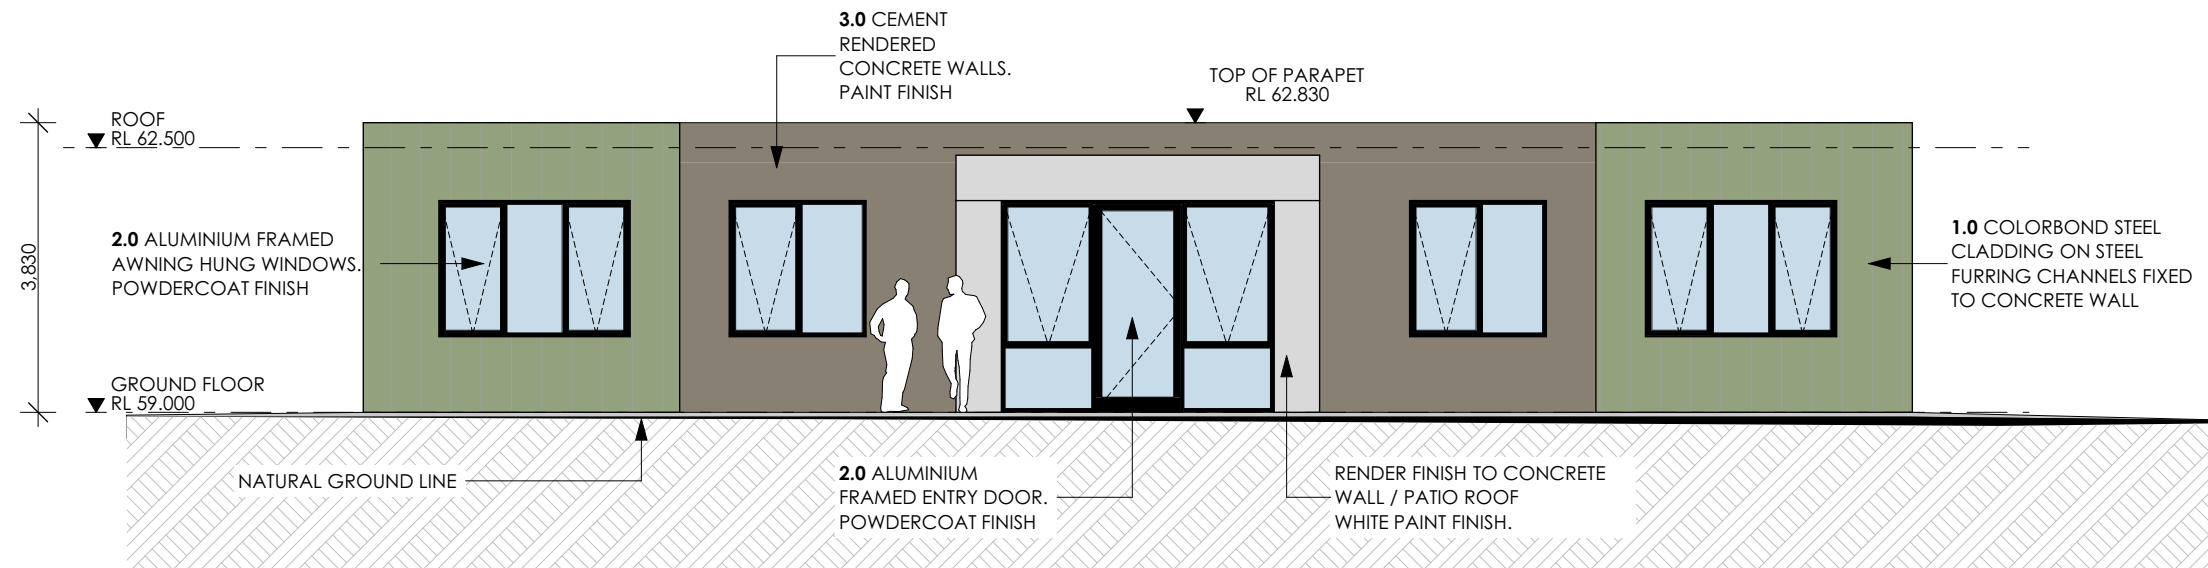 3.0 CEMENT
RENDERED
CONCRETE WALLS.
PAINT FINISH
TOP OF PARAPET
RL 62.830
ROOF
RL 62.500
2.0 ALUMINIUM FRAMED
AWNING HUNG WINDOWS.
POWDERCOAT FINISH
3,830
1.0 COLORBOND STEEL
CLADDING ON STEEL
FURRING CHANNELS FIXED
TO CONCRETE WALL
GROUND FLOOR
RL 59.000
NATURAL GROUND LINE
2.0 ALUMINIUM
FRAMED ENTRY DOOR.
POWDERCOAT FINISH
RENDER FINISH TO CONCRETE
WALL / PATIO ROOF
WHITE PAINT FINISH.